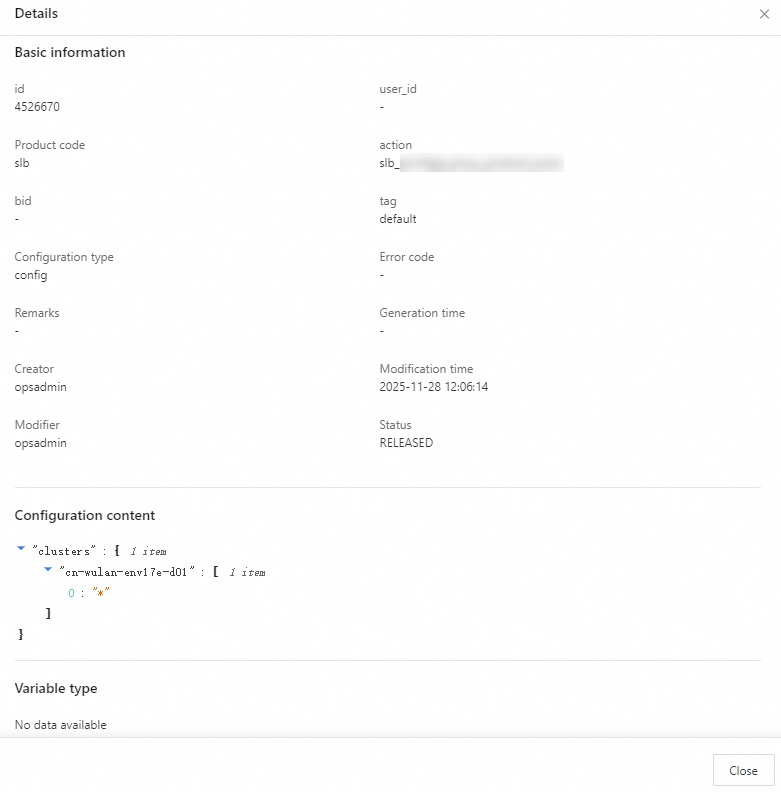 Details
Basic information
id
user_id
4526670
-
Product code
action
slb
slb_
bid
tag
-
default
Configuration type
Error code
config
-
Remarks
Generation time
-
-
Creator
Modification time
opsadmin
2025-11-28 12:06:14
Modifier
Status
opsadmin
RELEASED
Configuration content
"clusters" : { 1 item
"cn-wulan-env17e-d01" : [ 1 item
0 : "*"
]
}
Variable type
No data available
Close